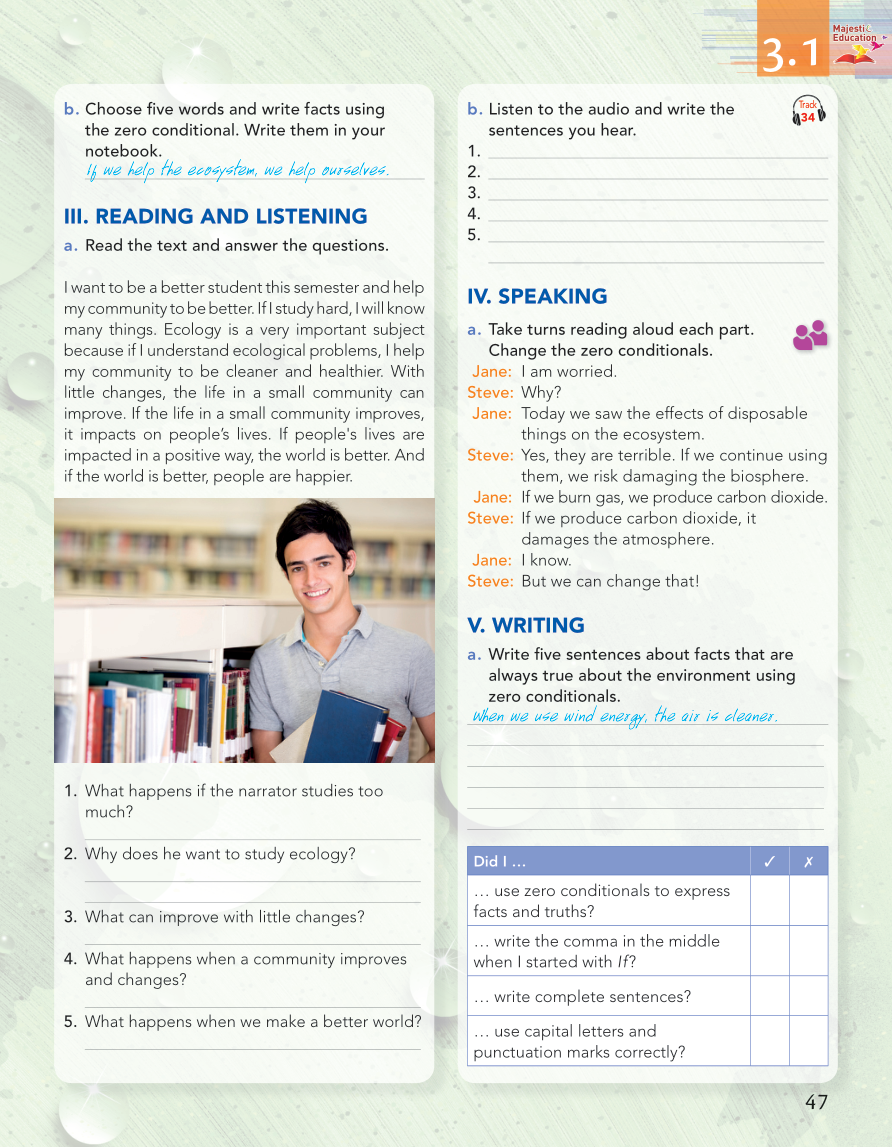 3.1
Majestic Education
b. Choose five words and write facts using
the zero conditional. Write them in your
notebook.
If we help the ecosystem, we help ourselves.
III. READING AND LISTENING
a. Read the text and answer the questions.
I want to be a better student this semester and help
my community to be better. If I study hard, I will know
many things. Ecology is a very important subject
because if I understand ecological problems, I help
my community to be cleaner and healthier. With
little changes, the life in a small community can
improve. If the life in a small community improves,
it impacts on people’s lives. If people's lives are
impacted in a positive way, the world is better. And
if the world is better, people are happier.
1. What happens if the narrator studies too
much?
2. Why does he want to study ecology?
3. What can improve with little changes?
4. What happens when a community improves
and changes?
5. What happens when we make a better world?
b. Listen to the audio and write the
sentences you hear.
Track
34
1.
2.
3.
4.
5.
IV. SPEAKING
a. Take turns reading aloud each part.
Change the zero conditionals.
Jane: I am worried.
Steve: Why?
Jane: Today we saw the effects of disposable
things on the ecosystem.
Steve: Yes, they are terrible. If we continue using
them, we risk damaging the biosphere.
Jane: If we burn gas, we produce carbon dioxide.
Steve: If we produce carbon dioxide, it
damages the atmosphere.
Jane: I know.
Steve: But we can change that!
V. WRITING
a. Write five sentences about facts that are
always true about the environment using
zero conditionals.
When we use wind energy, the air is cleaner.
Did I ... ✓ ✗
... use zero conditionals to express
facts and truths?
... write the comma in the middle
when I started with If?
... write complete sentences?
... use capital letters and
punctuation marks correctly?
47